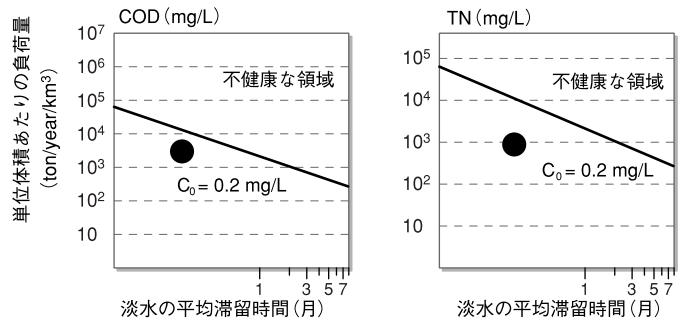 COD(mg/L)
単位体積あたりの負荷量
(ton/year/km³)
10⁷
10⁶
10⁵
10⁴
10³
10²
10
不健康な領域
C₀= 0.2 mg/L
1 3 5 7
淡水の平均滞留時間(月)
TN(mg/L)
10⁵
10⁴
10³
10²
10
不健康な領域
C₀= 0.2 mg/L
1 3 5 7
淡水の平均滞留時間(月)